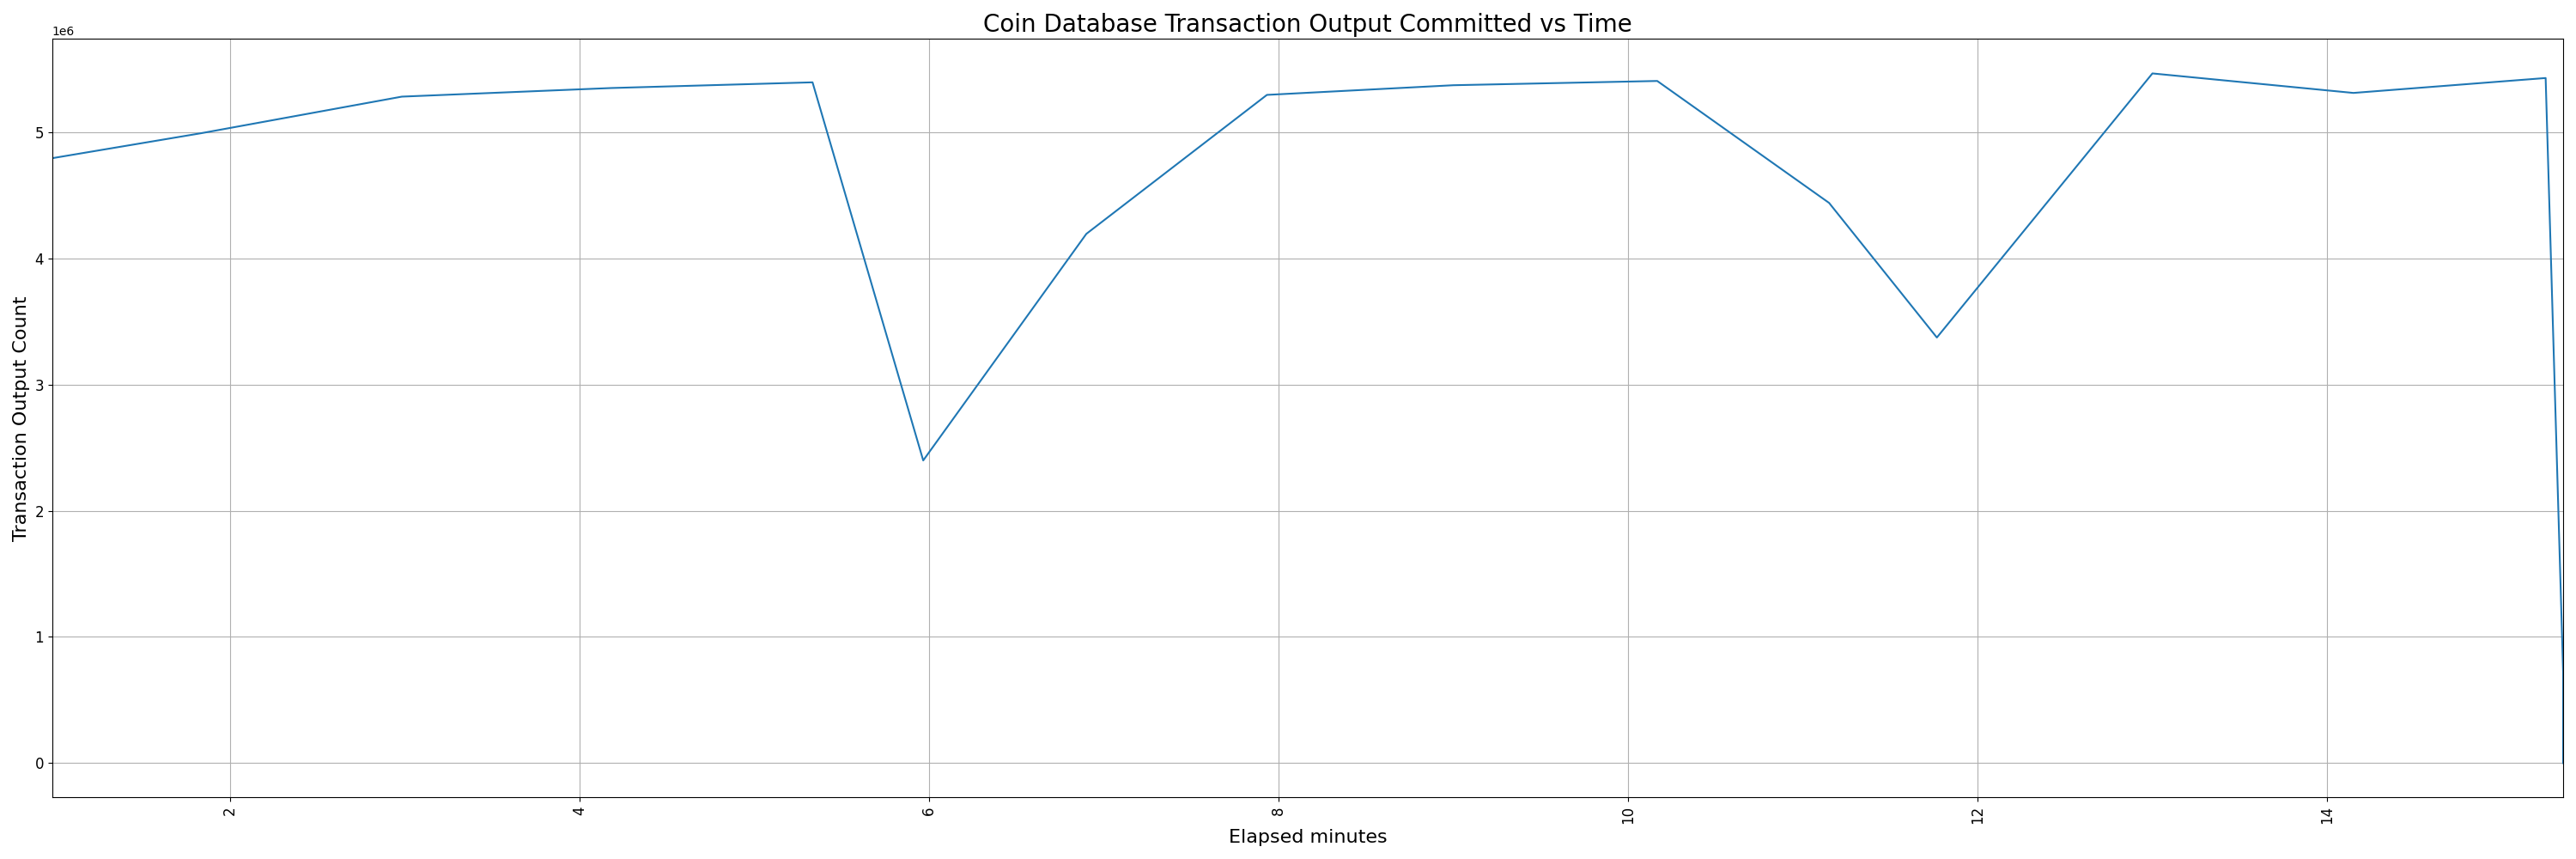 Coin Database Transaction Output Committed vs Time
1e6
5
4
3
2
1
0
Transaction Output Count
2 4 6 8 10 12 14
Elapsed minutes